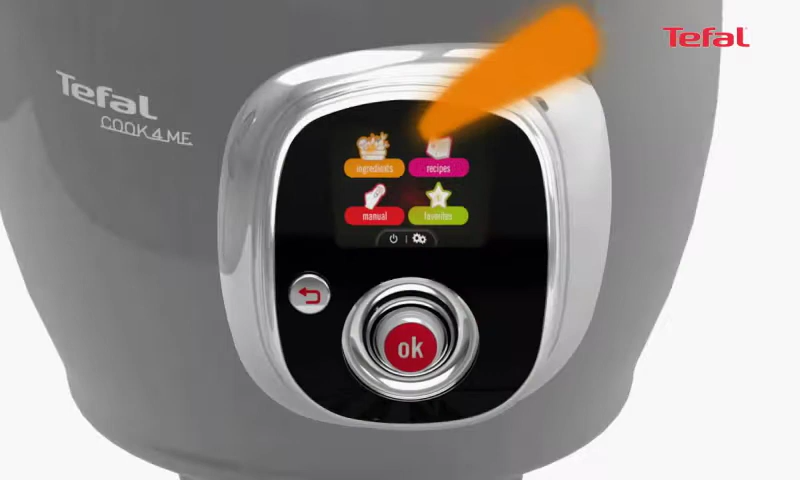 Tefal
Tefal
COOK4ME
ingredients
recipes
manual
favorites
ok